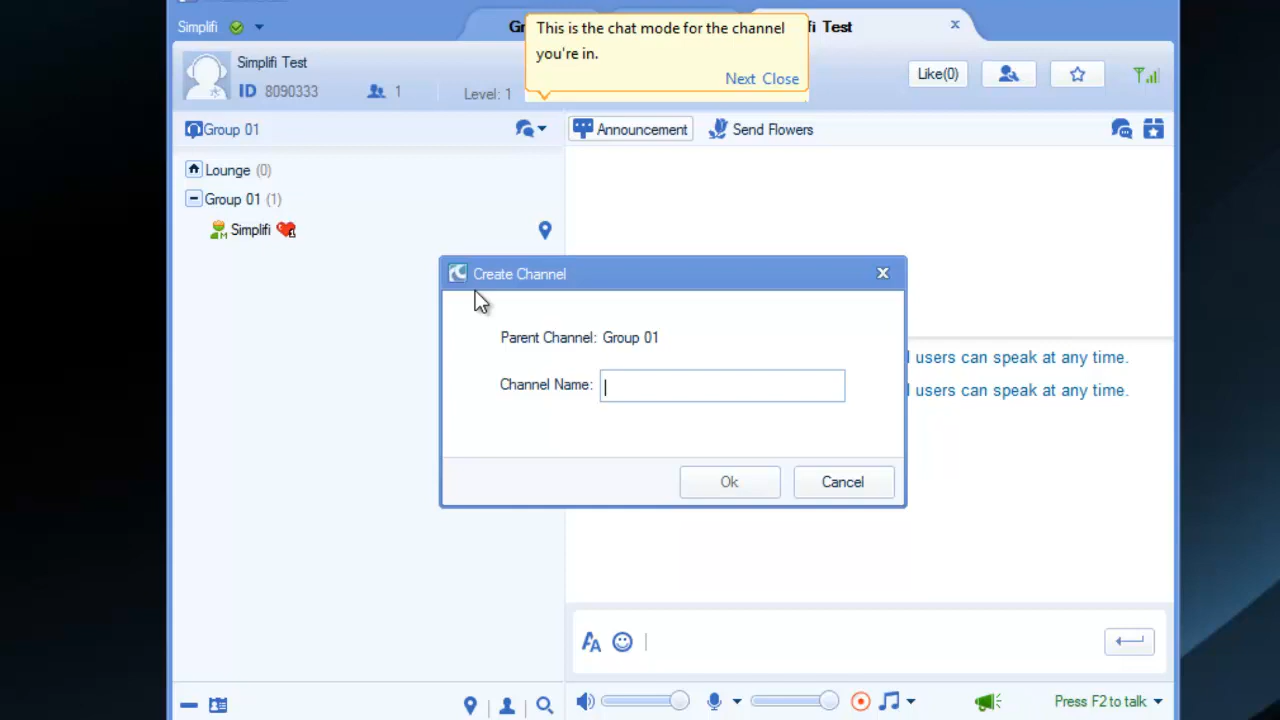 Simplifi
Gr
This is the chat mode for the channel
you're in.
Next Close
fi Test
Simplifi Test
ID 8090333
1
Level: 1
Like(0)
Group 01
Announcement
Send Flowers
Lounge (0)
Group 01 (1)
Simplifi
Create Channel
Parent Channel: Group 01
Channel Name:
Ok
Cancel
users can speak at any time.
users can speak at any time.
Press F2 to talk